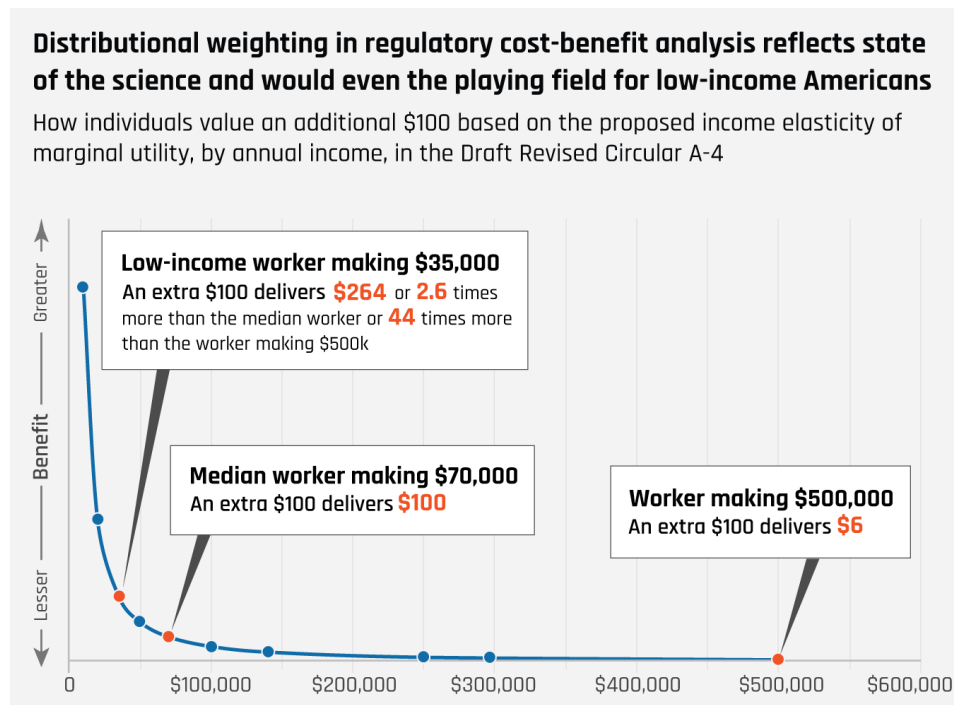 Distributional weighting in regulatory cost-benefit analysis reflects state
of the science and would even the playing field for low-income Americans
How individuals value an additional $100 based on the proposed income elasticity of
marginal utility, by annual income, in the Draft Revised Circular A-4
Greater
Benefit
Lesser
Low-income worker making $35,000
An extra $100 delivers $264 or 2.6 times
more than the median worker or 44 times more
than the worker making $500k
Median worker making $70,000
An extra $100 delivers $100
Worker making $500,000
An extra $100 delivers $6
0 $100,000 $200,000 $300,000 $400,000 $500,000 $600,000